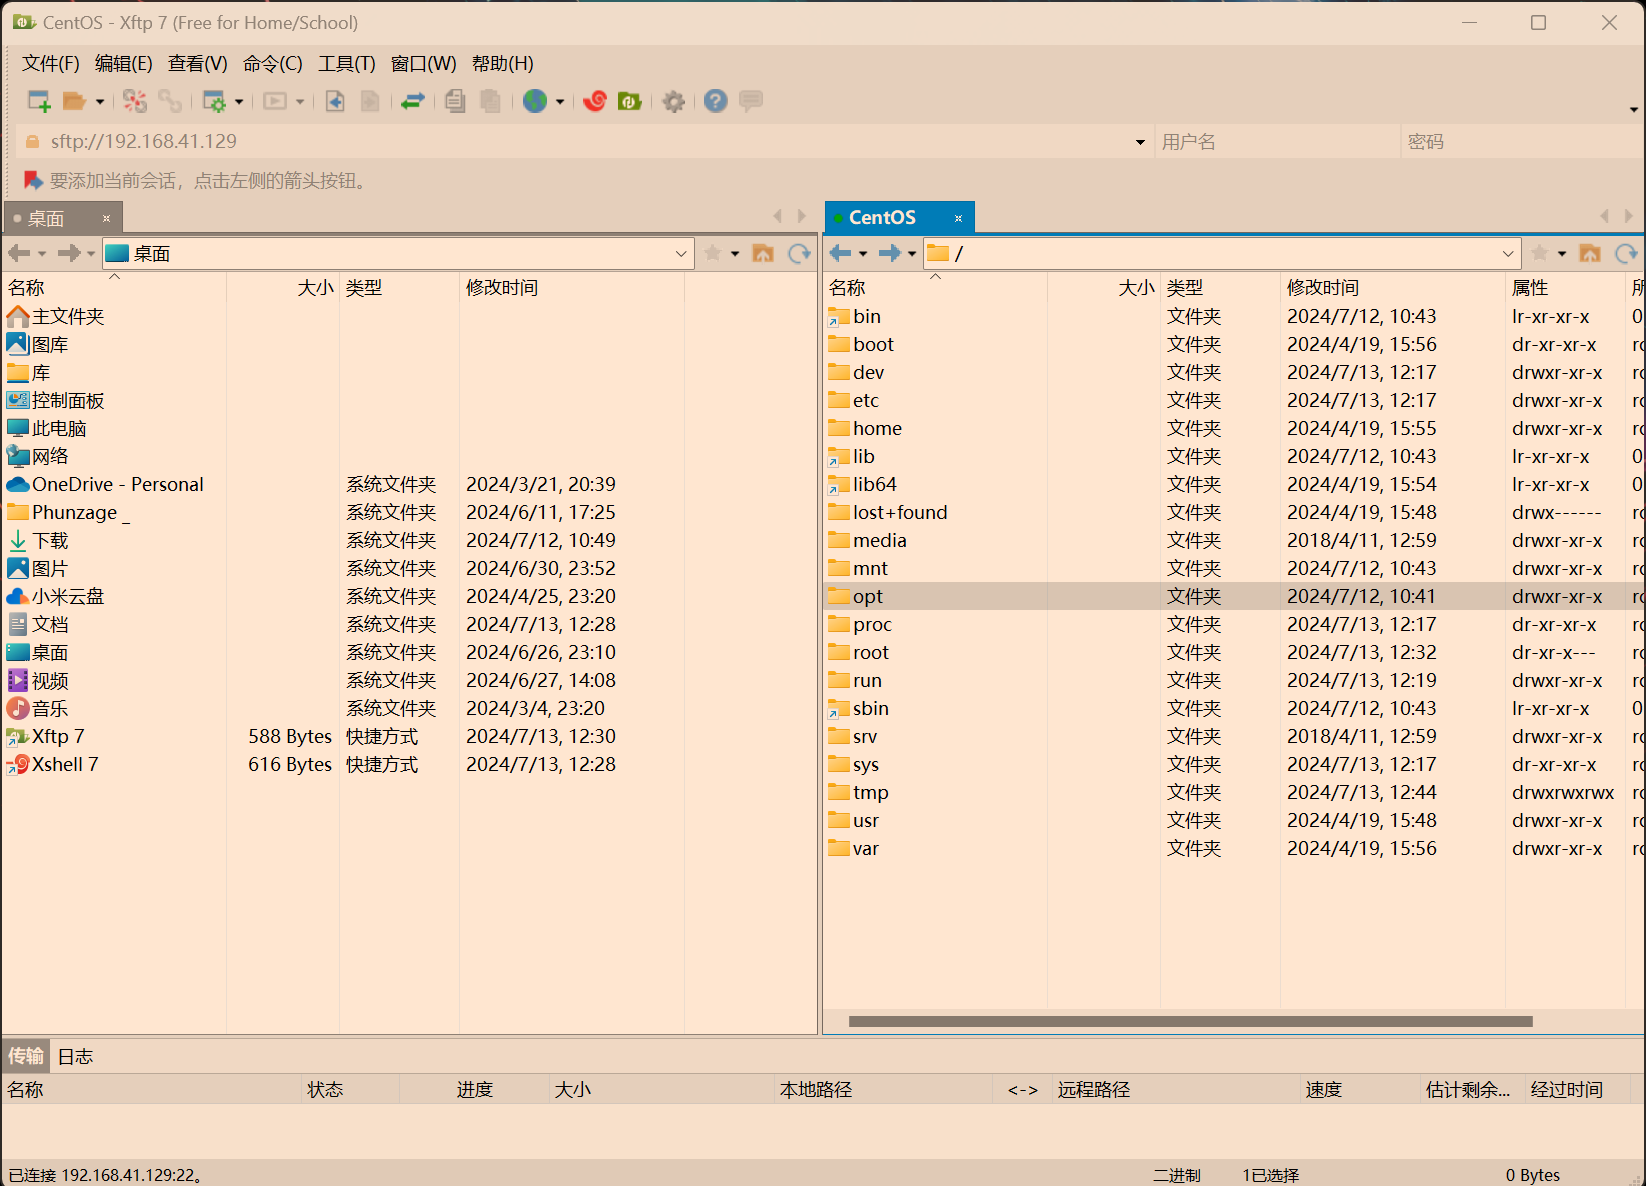 CentOS - Xftp 7 (Free for Home/School)
文件(F) 编辑(E) 查看(V) 命令(C) 工具(T) 窗口(W) 帮助(H)
sftp://192.168.41.129 用户名 密码
要添加当前会话，点击左侧的箭头按钮。
桌面
桌面
名称 大小 类型 修改时间
主文件夹
图库
库
控制面板
此电脑
网络
OneDrive - Personal 系统文件夹 2024/3/21, 20:39
Phunzage _ 系统文件夹 2024/6/11, 17:25
下载 系统文件夹 2024/7/12, 10:49
图片 系统文件夹 2024/6/30, 23:52
小米云盘 系统文件夹 2024/4/25, 23:20
文档 系统文件夹 2024/7/13, 12:28
桌面 系统文件夹 2024/6/26, 23:10
视频 系统文件夹 2024/6/27, 14:08
音乐 系统文件夹 2024/3/4, 23:20
Xftp 7 588 Bytes 快捷方式 2024/7/13, 12:30
Xshell 7 616 Bytes 快捷方式 2024/7/13, 12:28
CentOS
/
名称 大小 类型 修改时间 属性 所
bin 文件夹 2024/7/12, 10:43 lr-xr-xr-x 0
boot 文件夹 2024/4/19, 15:56 dr-xr-xr-x
dev 文件夹 2024/7/13, 12:17 drwxr-xr-x
etc 文件夹 2024/7/13, 12:17 drwxr-xr-x
home 文件夹 2024/4/19, 15:55 drwxr-xr-x
lib 文件夹 2024/7/12, 10:43 lr-xr-xr-x 0
lib64 文件夹 2024/4/19, 15:54 lr-xr-xr-x 0
lost+found 文件夹 2024/4/19, 15:48 drwx------
media 文件夹 2018/4/11, 12:59 drwxr-xr-x
mnt 文件夹 2024/7/12, 10:43 drwxr-xr-x
opt 文件夹 2024/7/12, 10:41 drwxr-xr-x
proc 文件夹 2024/7/13, 12:17 dr-xr-xr-x
root 文件夹 2024/7/13, 12:32 dr-xr-x---
run 文件夹 2024/7/13, 12:19 drwxr-xr-x
sbin 文件夹 2024/7/12, 10:43 lr-xr-xr-x 0
srv 文件夹 2018/4/11, 12:59 drwxr-xr-x
sys 文件夹 2024/7/13, 12:17 dr-xr-xr-x
tmp 文件夹 2024/7/13, 12:44 drwxrwxrwx
usr 文件夹 2024/4/19, 15:48 drwxr-xr-x
var 文件夹 2024/4/19, 15:56 drwxr-xr-x
传输 日志
名称 状态 进度 大小 本地路径 <-> 远程路径 速度 估计剩余... 经过时间
已连接 192.168.41.129:22。 二进制 1已选择 0 Bytes